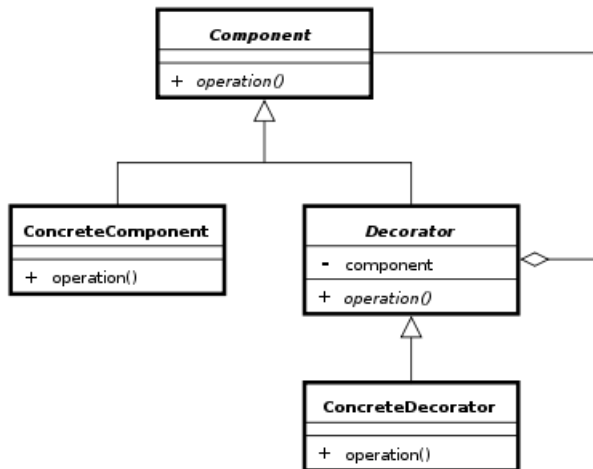 Component
+ operation()
ConcreteComponent
+ operation()
Decorator
- component
+ operation()
ConcreteDecorator
+ operation()